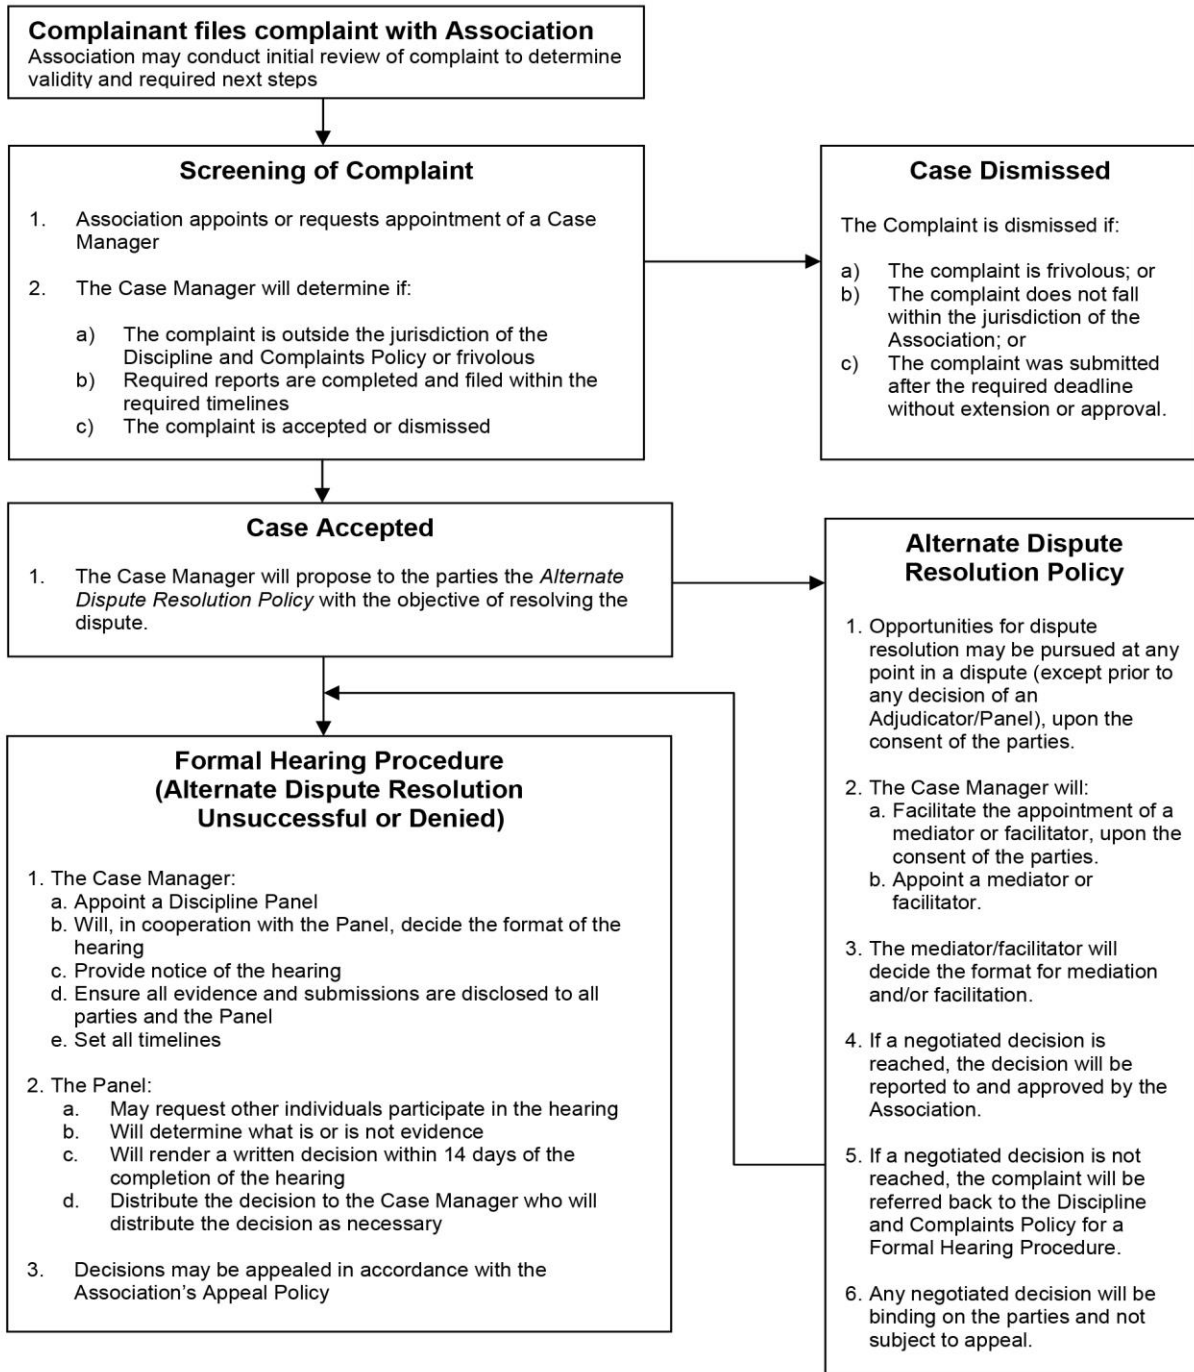 Complainant files complaint with Association
Association may conduct initial review of complaint to determine
validity and required next steps
Screening of Complaint
1. Association appoints or requests appointment of a Case
Manager
2. The Case Manager will determine if:
a) The complaint is outside the jurisdiction of the
Discipline and Complaints Policy or frivolous
b) Required reports are completed and filed within the
required timelines
c) The complaint is accepted or dismissed
Case Dismissed
The Complaint is dismissed if:
a) The complaint is frivolous; or
b) The complaint does not fall
within the jurisdiction of the
Association; or
c) The complaint was submitted
after the required deadline
without extension or approval.
Case Accepted
1. The Case Manager will propose to the parties the Alternate
Dispute Resolution Policy with the objective of resolving the
dispute.
Alternate Dispute
Resolution Policy
1. Opportunities for dispute
resolution may be pursued at any
point in a dispute (except prior to
any decision of an
Adjudicator/Panel), upon the
consent of the parties.
2. The Case Manager will:
a. Facilitate the appointment of a
mediator or facilitator, upon the
consent of the parties.
b. Appoint a mediator or
facilitator.
3. The mediator/facilitator will
decide the format for mediation
and/or facilitation.
4. If a negotiated decision is
reached, the decision will be
reported to and approved by the
Association.
5. If a negotiated decision is not
reached, the complaint will be
referred back to the Discipline
and Complaints Policy for a
Formal Hearing Procedure.
6. Any negotiated decision will be
binding on the parties and not
subject to appeal.
Formal Hearing Procedure
(Alternate Dispute Resolution
Unsuccessful or Denied)
1. The Case Manager:
a. Appoint a Discipline Panel
b. Will, in cooperation with the Panel, decide the format of the
hearing
c. Provide notice of the hearing
d. Ensure all evidence and submissions are disclosed to all
parties and the Panel
e. Set all timelines
2. The Panel:
a. May request other individuals participate in the hearing
b. Will determine what is or is not evidence
c. Will render a written decision within 14 days of the
completion of the hearing
d. Distribute the decision to the Case Manager who will
distribute the decision as necessary
3. Decisions may be appealed in accordance with the
Association's Appeal Policy